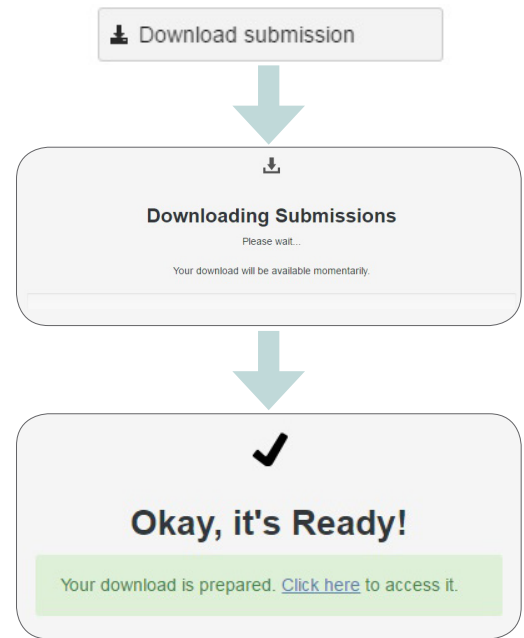 Download submission
Downloading Submissions
Please wait...
Your download will be available momentarily.
Okay, it's Ready!
Your download is prepared. Click here to access it.